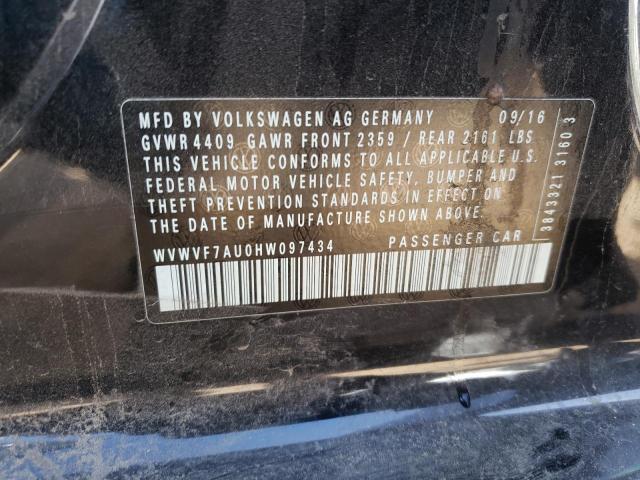 MFD BY VOLKSWAGEN AG GERMANY 09/16
GVWR 4409 GAWR FRONT 2359 / REAR 2161 LBS
THIS VEHICLE CONFORMS TO ALL APPLICABLE U.S.
FEDERAL MOTOR VEHICLE SAFETY, BUMPER AND
THEFT PREVENTION STANDARDS IN EFFECT ON
THE DATE OF MANUFACTURE SHOWN ABOVE.
WVWVF7AU0HW097434 PASSENGER CAR
3843321 3160 3